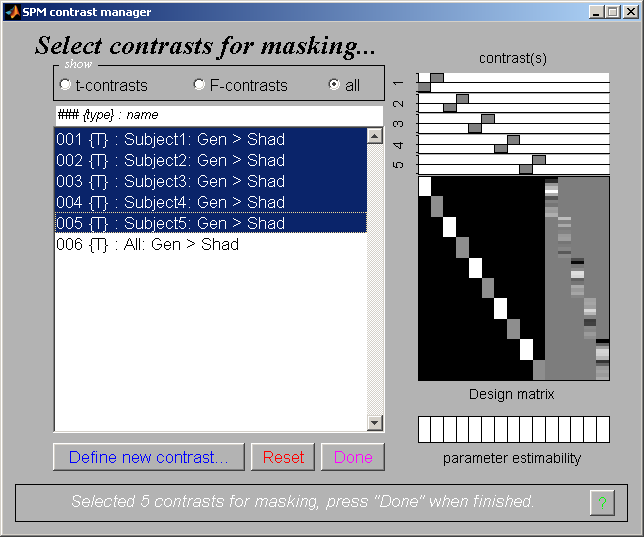 SPM contrast manager
Select contrasts for masking...
show
t-contrasts F-contrasts all
### {type} : name
001 {T} : Subject1: Gen > Shad
002 {T} : Subject2: Gen > Shad
003 {T} : Subject3: Gen > Shad
004 {T} : Subject4: Gen > Shad
005 {T} : Subject5: Gen > Shad
006 {T} : All: Gen > Shad
Define new contrast... Reset Done
contrast(s)
1
2
3
4
5
Design matrix
parameter estimability
Selected 5 contrasts for masking, press "Done" when finished.
?